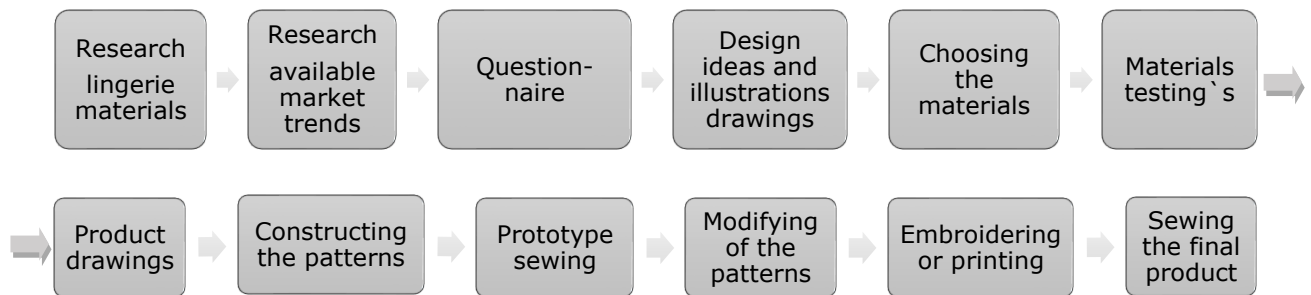 Research
lingerie
materials
Research
available
market
trends
Question-
naire
Design
ideas and
illustrations
drawings
Choosing
the
materials
Materials
testing`s
Product
drawings
Constructing
the patterns
Prototype
sewing
Modifying
of the
patterns
Embroidering
or printing
Sewing
the final
product